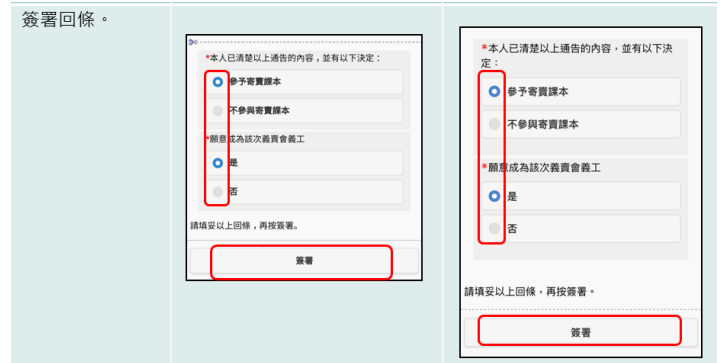 簽署回條。
*本人已清楚以上通告的內容，並有以下決定：
參予寄賣課本
不參與寄賣課本
*願意成為該次義賣會義工
是
否
請填妥以上回條，再按簽署。
簽署
*本人已清楚以上通告的內容，並有以下決
定：
參予寄賣課本
不參與寄賣課本
*願意成為該次義賣會義工
是
否
請填妥以上回條，再按簽署。
簽署